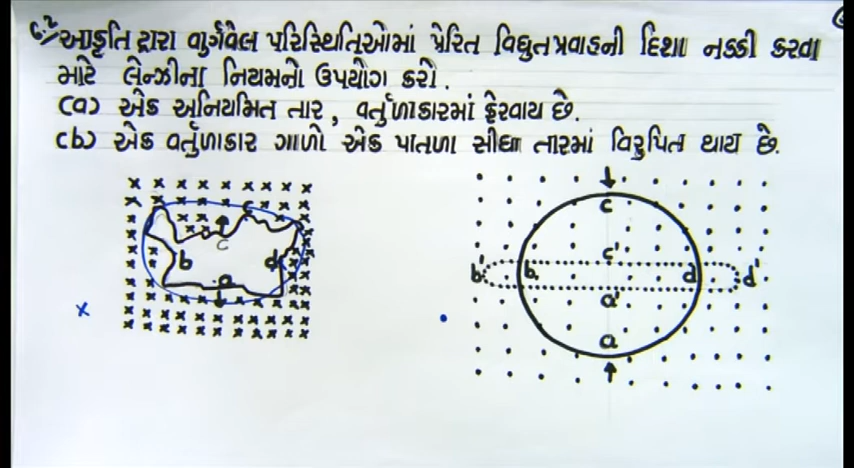 6.2 આકૃતિ દ્વારા વર્ણવેલ પરિસ્થિતિઓમાં પ્રેરિત વિદ્યુતપ્રવાહની દિશા નક્કી કરવા
માટે લેન્ઝના નિયમનો ઉપયોગ કરો.
(a) એક અનિયમિત તાર, વર્તુળાકારમાં ફેરવાય છે.
(b) એક વર્તુળાકાર ગાળો એક પાતળા સીધા તારમાં વિરુપિત થાય છે.
c
b d
a
c
c'
b' b d d'
a'
a